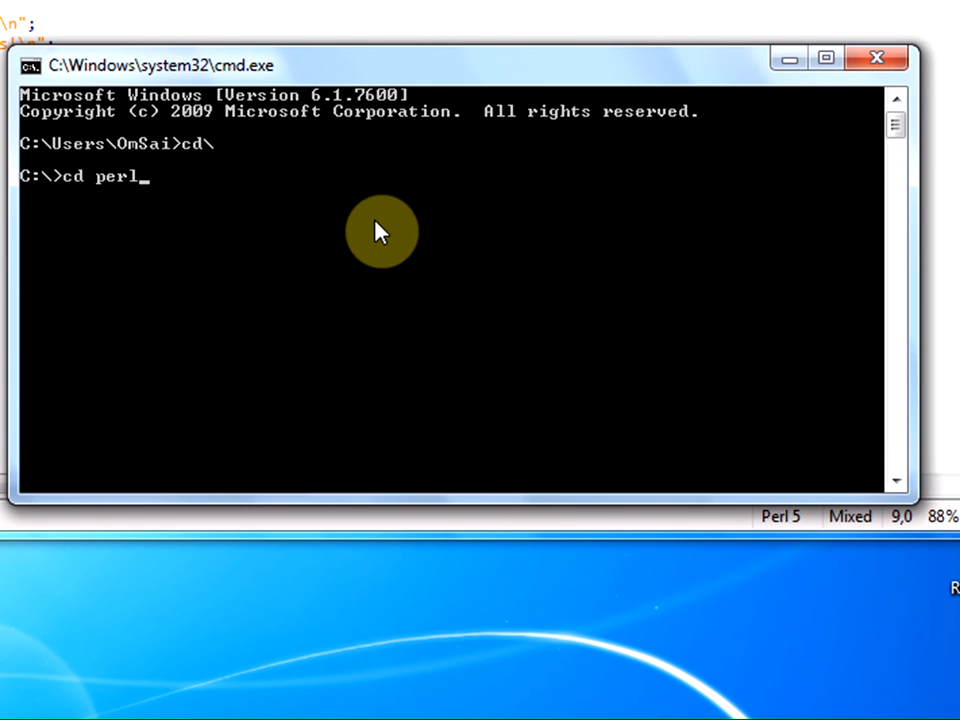 \n";
s!\n";
C:\Windows\system32\cmd.exe
Microsoft Windows [Version 6.1.7600]
Copyright (c) 2009 Microsoft Corporation.  All rights reserved.
C:\Users\OmSai>cd\
C:\>cd perl_
Perl 5 Mixed 9,0 88%
R